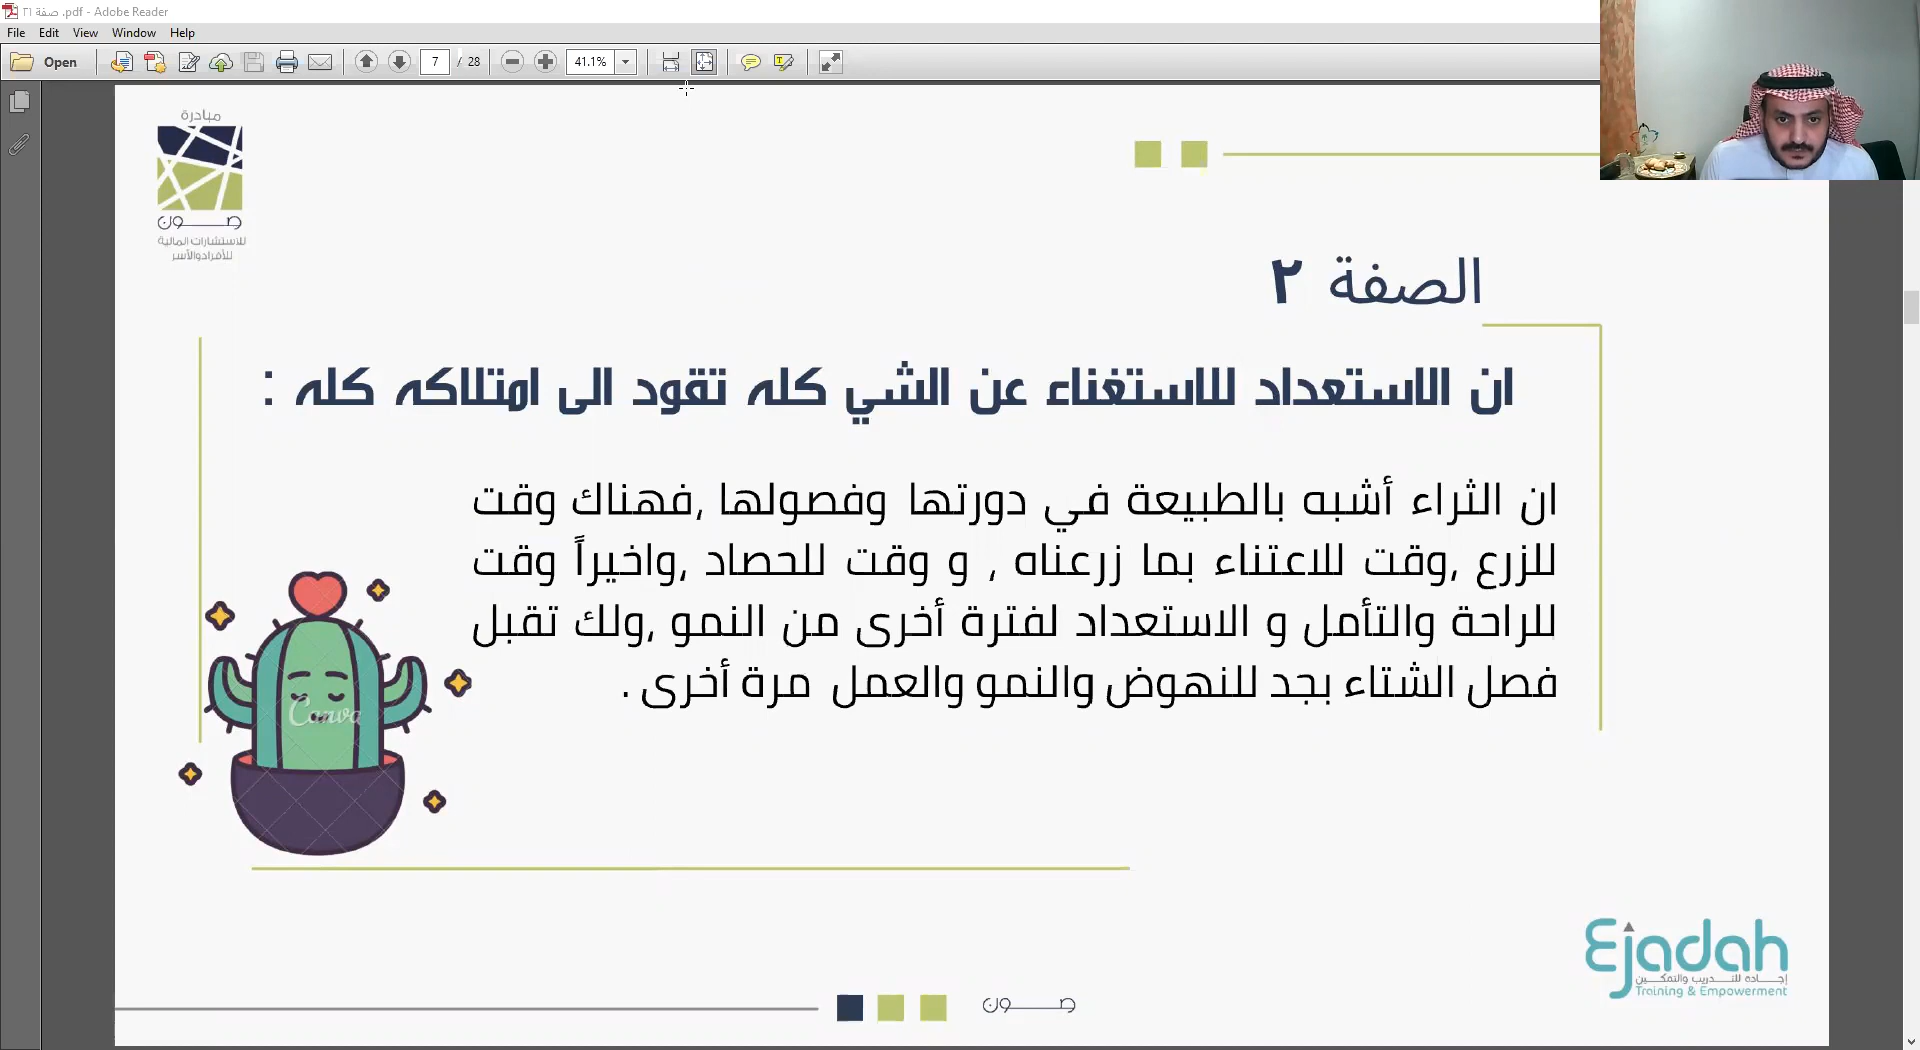 صفة ٢١ .pdf - Adobe Reader
File Edit View Window Help
Open 7 / 28 41.1%
مبادرة
صون
للاستشارات المالية
للأفراد والأسر
الصفة ٢
ان الاستعداد للاستغناء عن الشي كله تقود الى امتلاكه كله :
ان الثراء أشبه بالطبيعة في دورتها وفصولها ,فهناك وقت
للزرع ,وقت للاعتناء بما زرعناه , و وقت للحصاد ,واخيراً وقت
للراحة والتأمل و الاستعداد لفترة أخرى من النمو ,ولك تقبل
فصل الشتاء بجد للنهوض والنمو والعمل مرة أخرى .
Canva
Ejadah
إجادة للتدريب والتمكين
Training & Empowerment
صون